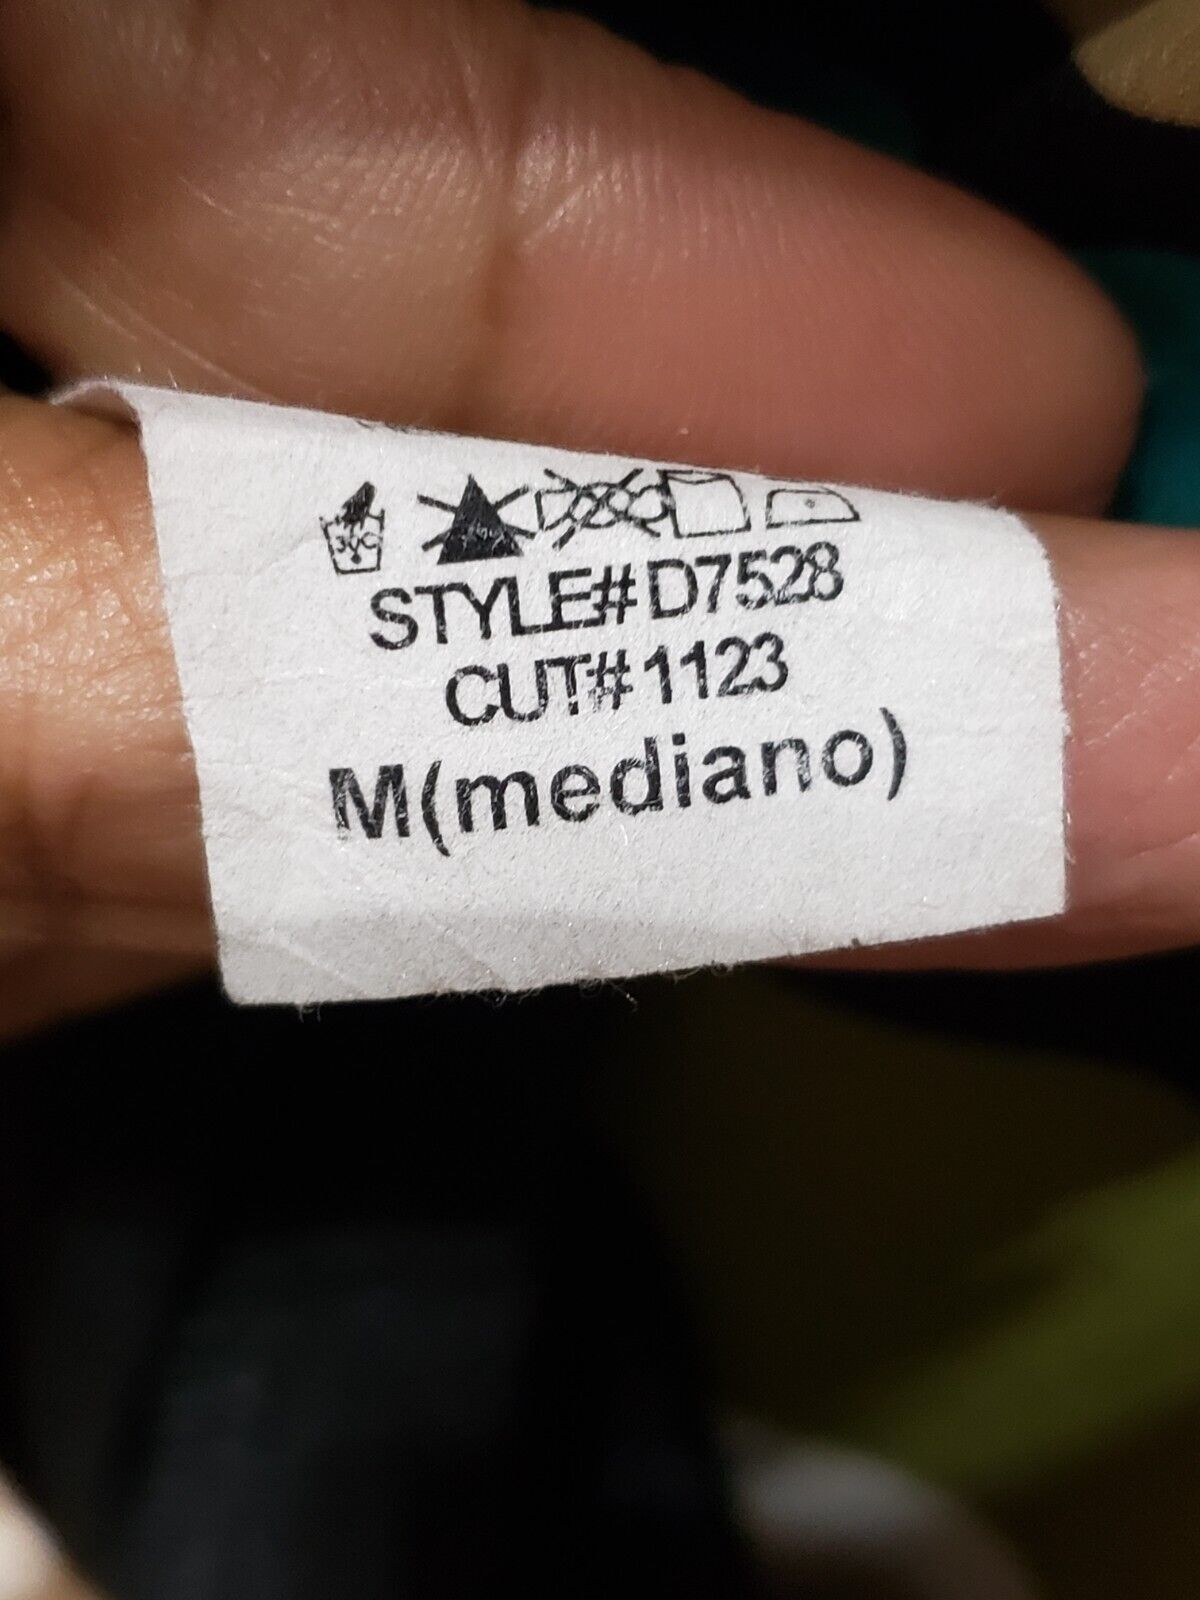 STYLE# D7528
CUT# 1123
M(mediano)